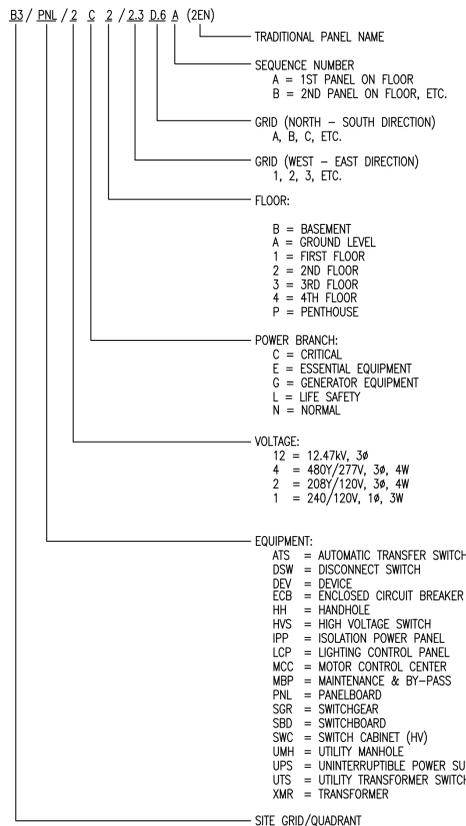 B3/PNL/2 C 2/2.3 D.6 A (2EN)
TRADITIONAL PANEL NAME
SEQUENCE NUMBER
A = 1ST PANEL ON FLOOR
B = 2ND PANEL ON FLOOR, ETC.
GRID (NORTH – SOUTH DIRECTION)
A, B, C, ETC.
GRID (WEST – EAST DIRECTION)
1, 2, 3, ETC.
FLOOR:
B = BASEMENT
A = GROUND LEVEL
1 = FIRST FLOOR
2 = 2ND FLOOR
3 = 3RD FLOOR
4 = 4TH FLOOR
P = PENTHOUSE
POWER BRANCH:
C = CRITICAL
E = ESSENTIAL EQUIPMENT
G = GENERATOR EQUIPMENT
L = LIFE SAFETY
N = NORMAL
VOLTAGE:
12 = 12.47kV, 3ø
4 = 480Y/277V, 3ø, 4W
2 = 208Y/120V, 3ø, 4W
1 = 240/120V, 1ø, 3W
EQUIPMENT:
ATS = AUTOMATIC TRANSFER SWITCH
DSW = DISCONNECT SWITCH
DEV = DEVICE
ECB = ENCLOSED CIRCUIT BREAKER
HH = HANDHOLE
HVS = HIGH VOLTAGE SWITCH
IPP = ISOLATION POWER PANEL
LCP = LIGHTING CONTROL PANEL
MCC = MOTOR CONTROL CENTER
MBP = MAINTENANCE & BY-PASS
PNL = PANELBOARD
SGR = SWITCHGEAR
SBD = SWITCHBOARD
SWC = SWITCH CABINET (HV)
UMH = UTILITY MANHOLE
UPS = UNINTERRUPTIBLE POWER SU
UTS = UTILITY TRANSFORMER SWITCH
XMR = TRANSFORMER
SITE GRID/QUADRANT